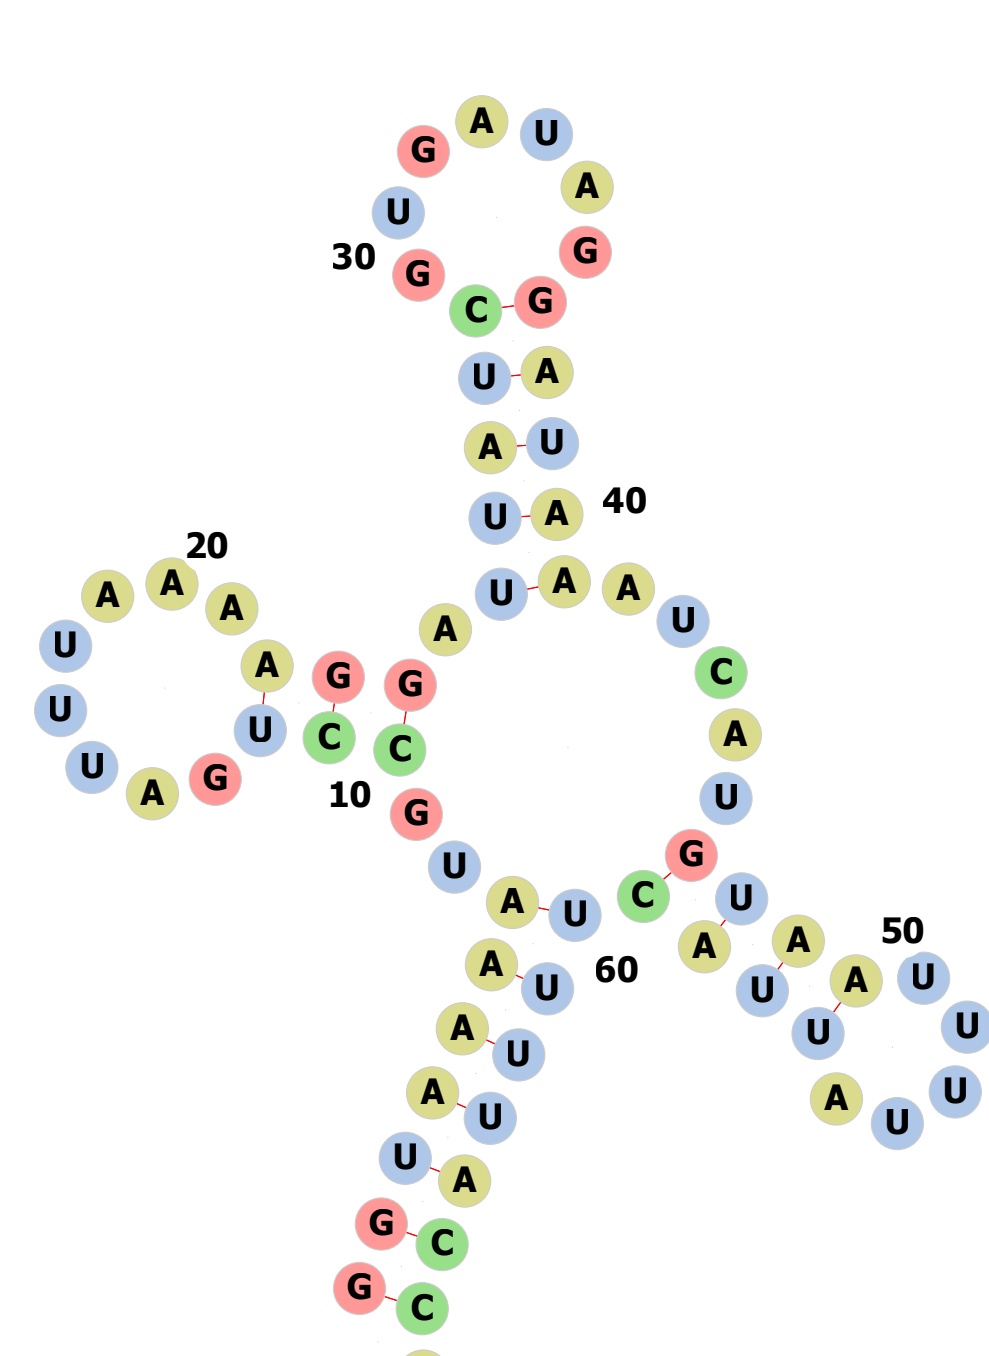 A
G A U
U A
30 G G
C G
U A
A U
U A 40
20
A A A U A A U
U A G G A C
U U C C A
U A G 10 G U
U G
A U C U
A U 60 A A 50
A U U A U
A U U U
U A A U U
G C
G C